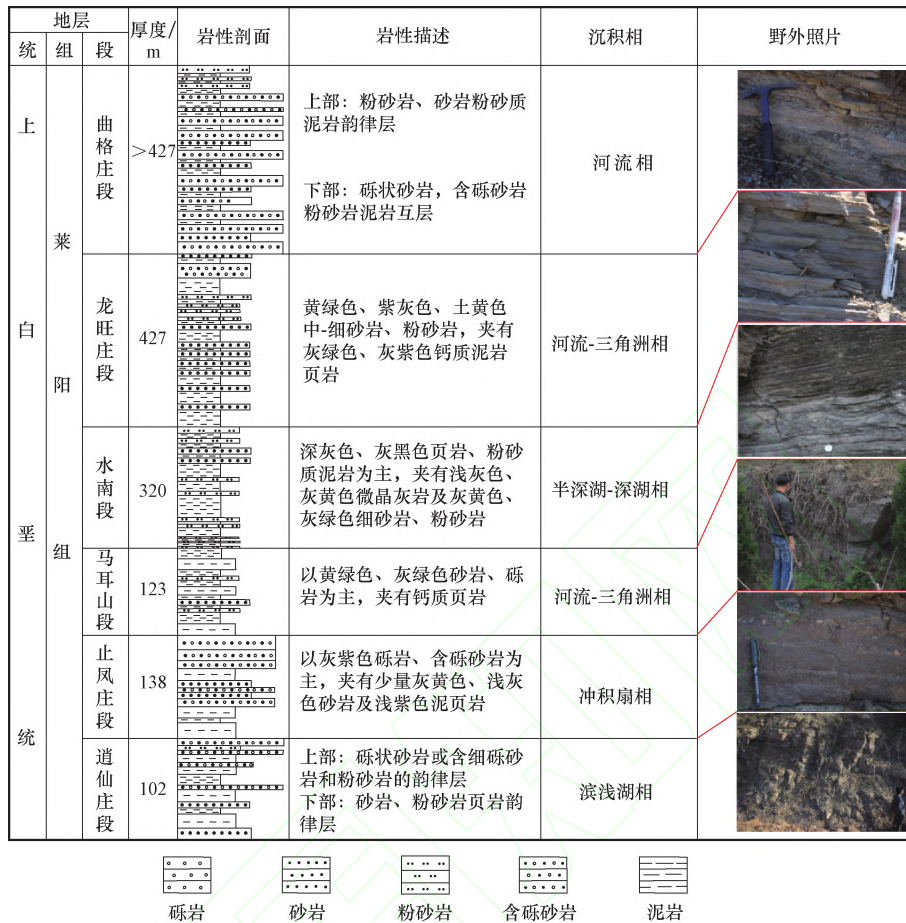 地层
统 组 段
厚度/
m
岩性剖面
岩性描述
沉积相
野外照片
上白垩统
莱阳组
曲格庄段
>427
上部：粉砂岩、砂岩粉砂质
泥岩韵律层
下部：砾状砂岩，含砾砂岩
粉砂岩泥岩互层
河流相
龙旺庄段
427
黄绿色、紫灰色、土黄色
中-细砂岩、粉砂岩，夹有
灰绿色、灰紫色钙质泥岩
页岩
河流-三角洲相
水南段
320
深灰色、灰黑色页岩、粉砂
质泥岩为主，夹有浅灰色、
灰黄色微晶灰岩及灰黄色、
灰绿色细砂岩、粉砂岩
半深湖-深湖相
马耳山段
123
以黄绿色、灰绿色砂岩、砾
岩为主，夹有钙质页岩
河流-三角洲相
止凤庄段
138
以灰紫色砾岩、含砾砂岩为
主，夹有少量灰黄色、浅灰
色砂岩及浅紫色泥页岩
冲积扇相
逍仙庄段
102
上部：砾状砂岩或含细砾砂
岩和粉砂岩的韵律层
下部：砂岩、粉砂岩页岩韵
律层
滨浅湖相
砾岩
砂岩
粉砂岩
含砾砂岩
泥岩